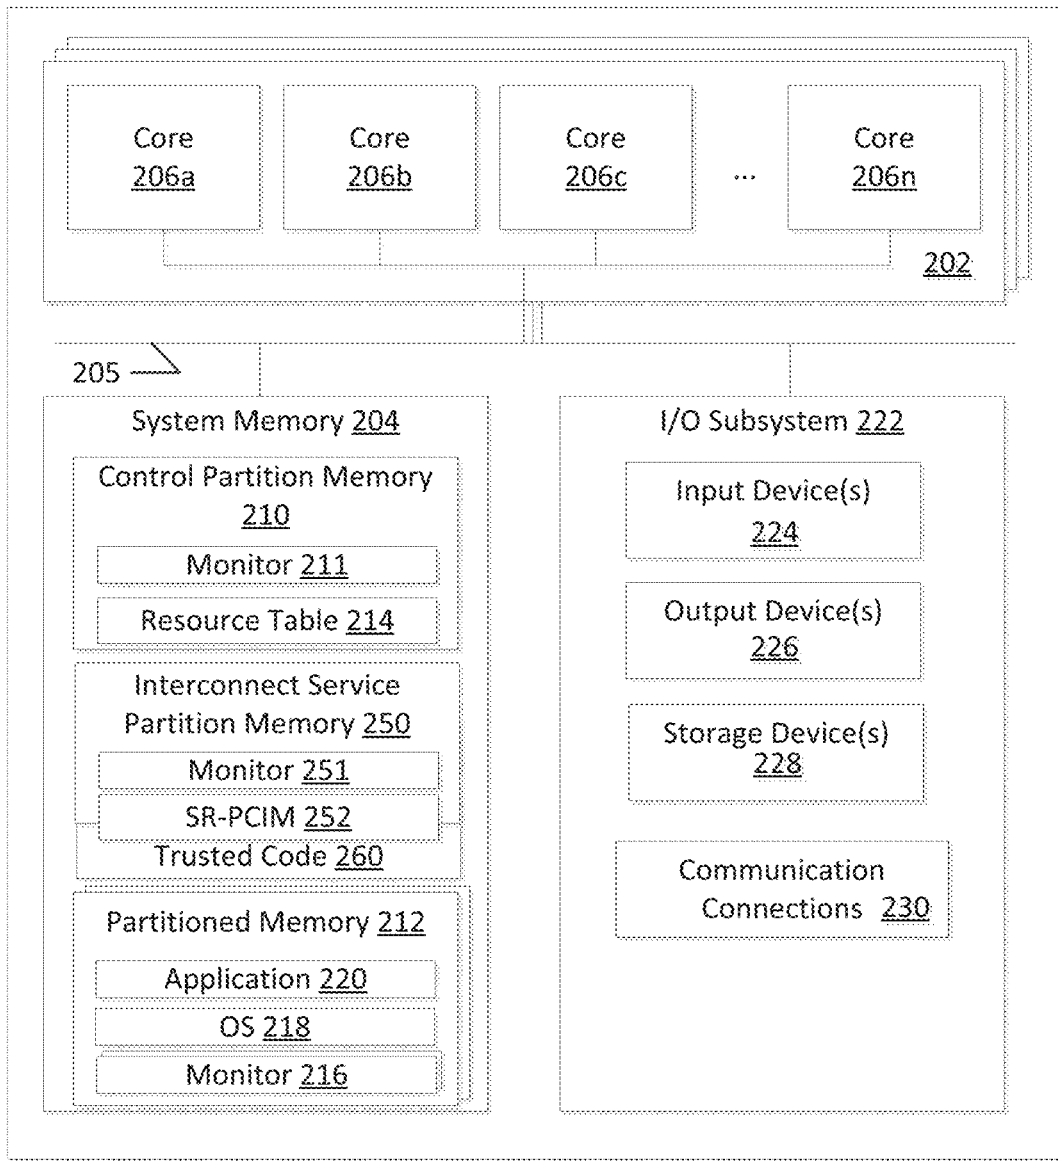 Core
206a
Core
206b
Core
206c
...
Core
206n
202
205
System Memory 204
Control Partition Memory
210
Monitor 211
Resource Table 214
Interconnect Service
Partition Memory 250
Monitor 251
SR-PCIM 252
Trusted Code 260
Partitioned Memory 212
Application 220
OS 218
Monitor 216
I/O Subsystem 222
Input Device(s)
224
Output Device(s)
226
Storage Device(s)
228
Communication
Connections 230